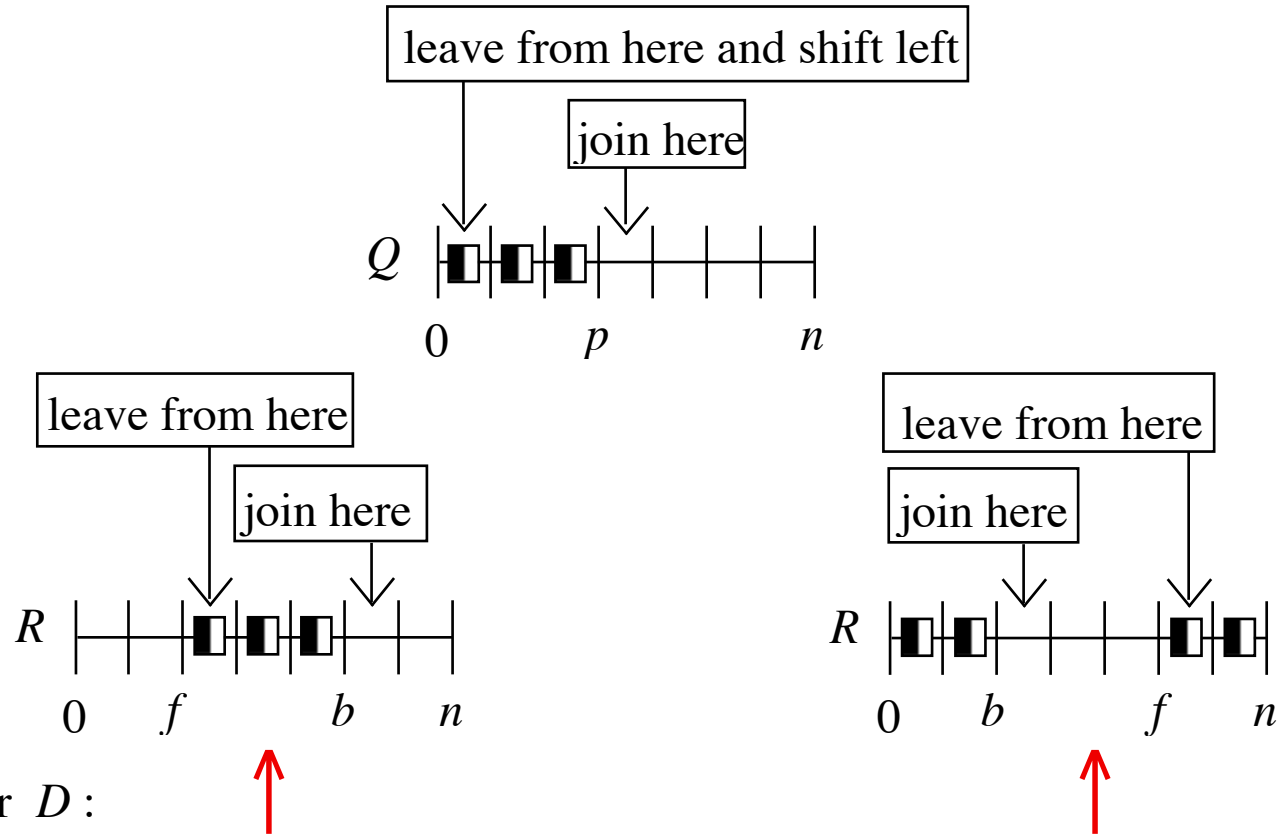 leave from here and shift left
join here
Q
0 p n
leave from here
join here
R
0 f b n
leave from here
join here
R
0 b f n
r D :